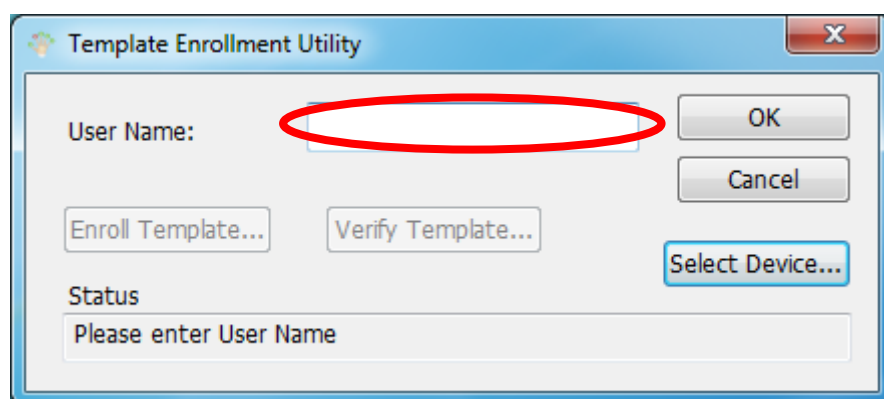 Template Enrollment Utility
User Name:
OK
Cancel
Enroll Template...
Verify Template...
Select Device...
Status
Please enter User Name